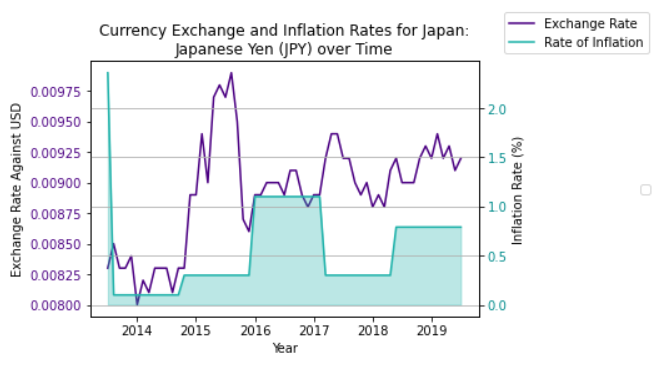 Exchange Rate
Rate of Inflation
Currency Exchange and Inflation Rates for Japan:
Japanese Yen (JPY) over Time
Exchange Rate Against USD
0.00975
0.00950
0.00925
0.00900
0.00875
0.00850
0.00825
0.00800
2.0
1.5
1.0
0.5
0.0
Inflation Rate (%)
2014 2015 2016 2017 2018 2019
Year